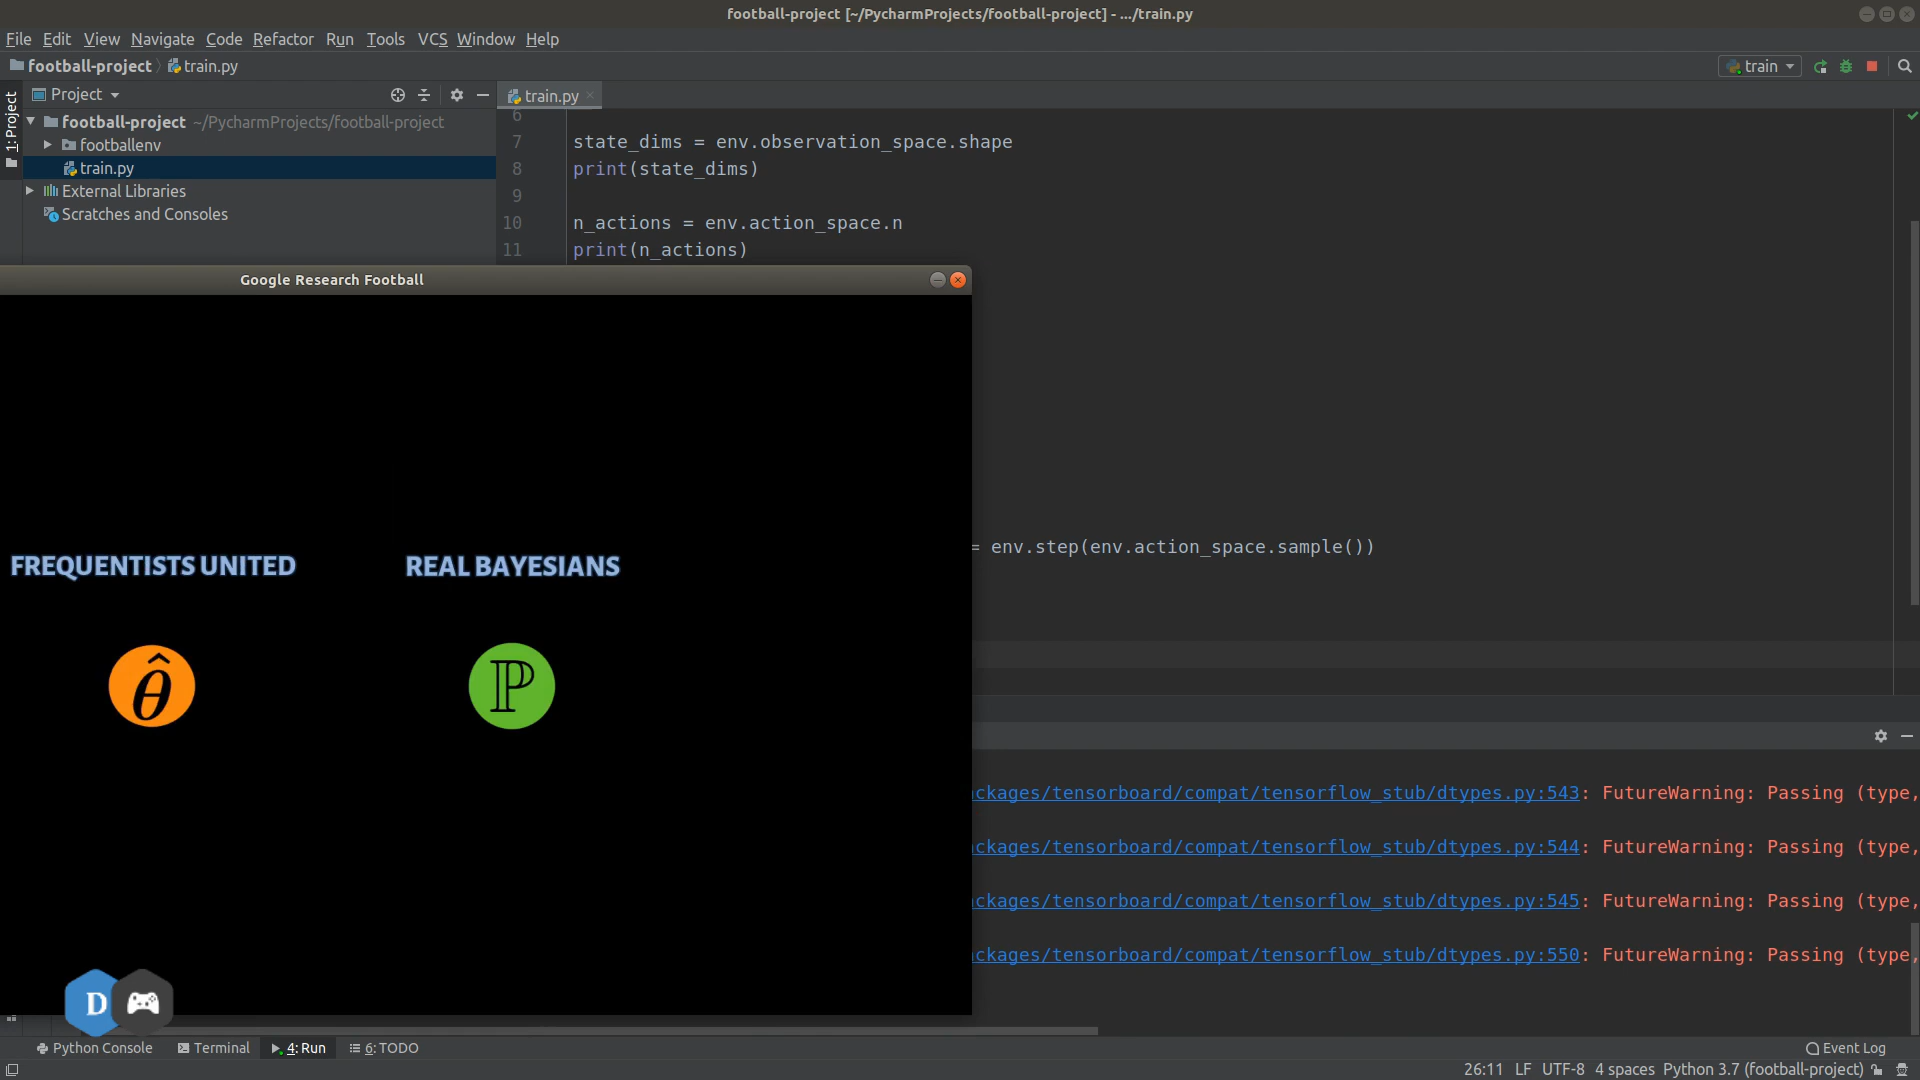 football-project [~/PycharmProjects/football-project] - .../train.py
File Edit View Navigate Code Refactor Run Tools VCS Window Help
football-project train.py
train
1: Project
Project
train.py
football-project ~/PycharmProjects/football-project
footballenv
train.py
External Libraries
Scratches and Consoles
6
7 state_dims = env.observation_space.shape
8 print(state_dims)
9
10 n_actions = env.action_space.n
11 print(n_actions)
Google Research Football
= env.step(env.action_space.sample())
FREQUENTISTS UNITED
REAL BAYESIANS
θ̂
ℙ
ckages/tensorboard/compat/tensorflow_stub/dtypes.py:543: FutureWarning: Passing (type,
ckages/tensorboard/compat/tensorflow_stub/dtypes.py:544: FutureWarning: Passing (type,
ckages/tensorboard/compat/tensorflow_stub/dtypes.py:545: FutureWarning: Passing (type,
ckages/tensorboard/compat/tensorflow_stub/dtypes.py:550: FutureWarning: Passing (type,
D
Python Console Terminal 4: Run 6: TODO
Event Log
26:11 LF UTF-8 4 spaces Python 3.7 (football-project)